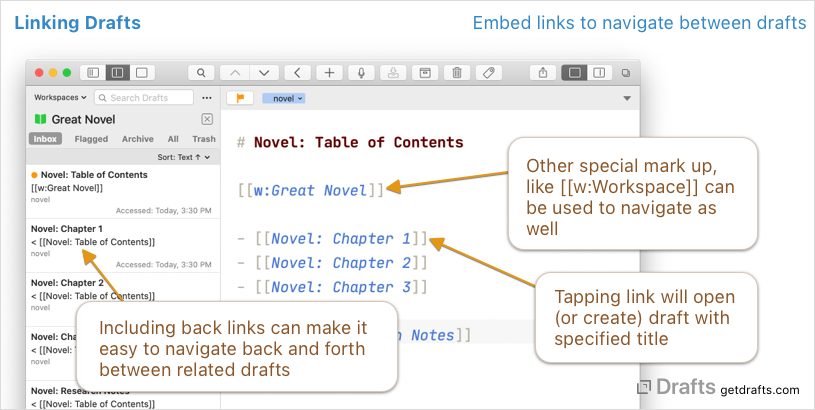 Linking Drafts
Embed links to navigate between drafts
Workspaces
Search Drafts
novel
Great Novel
Inbox Flagged Archive All Trash
Sort: Text ↑
Novel: Table of Contents
[[w:Great Novel]]
novel
Accessed: Today, 3:30 PM
Novel: Chapter 1
< [[Novel: Table of Contents]]
novel
Accessed: Today, 3:30 PM
Novel: Chapter 2
< [[Novel: Table of Contents]]
novel
Novel: Research Notes
< [[Novel: Table of Contents]]
# Novel: Table of Contents
[[w:Great Novel]]
- [[Novel: Chapter 1]]
- [[Novel: Chapter 2]]
- [[Novel: Chapter 3]]
Notes]]
Other special mark up,
like [[w:Workspace]] can
be used to navigate as
well
Tapping link will open
(or create) draft with
specified title
Including back links can make it
easy to navigate back and forth
between related drafts
Drafts getdrafts.com